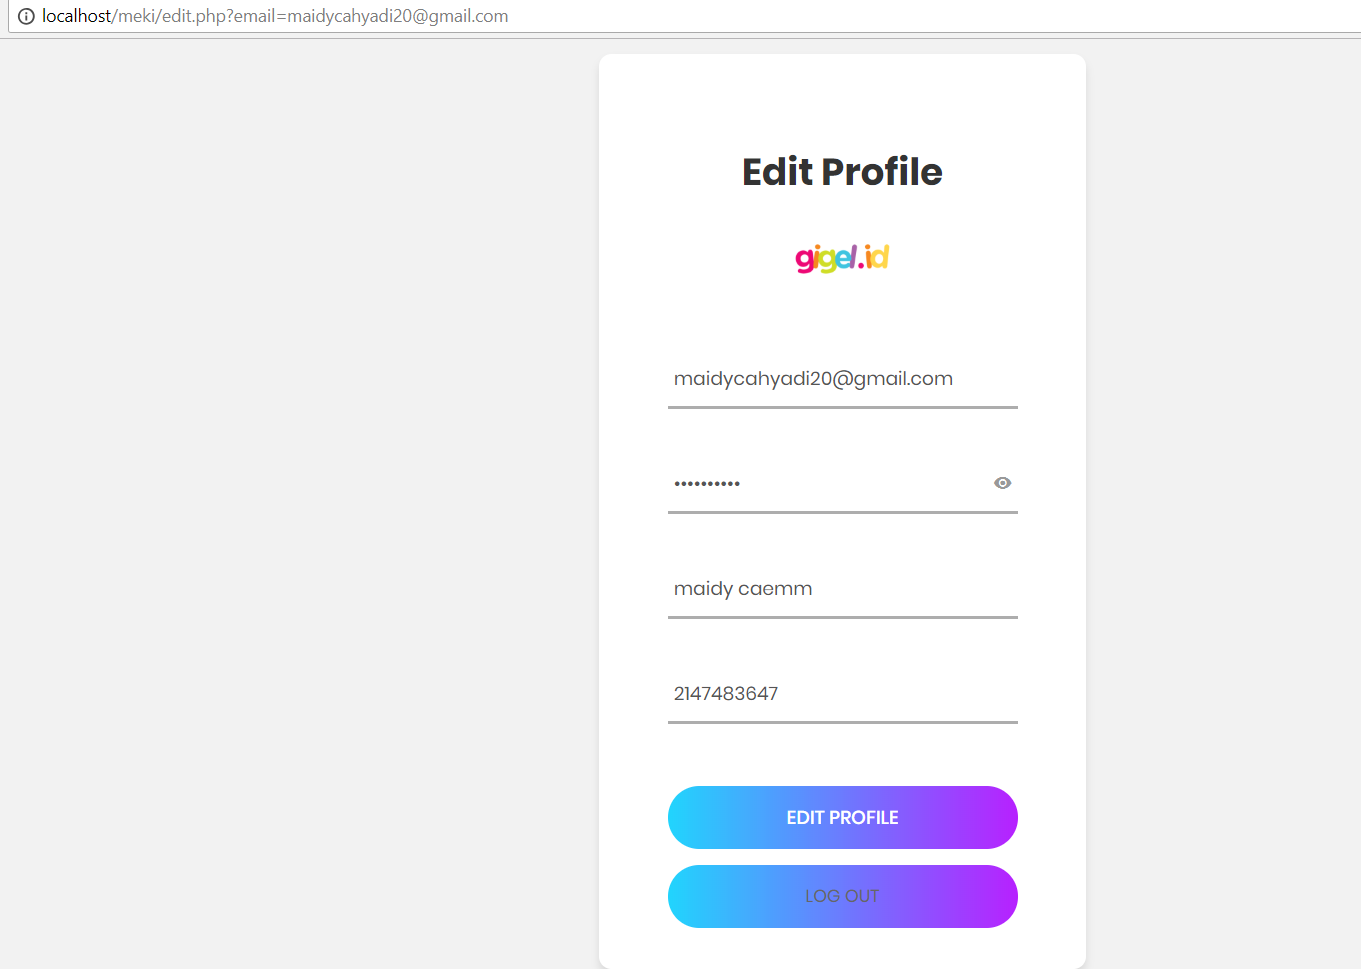 localhost/meki/edit.php?email=maidycahyadi20@gmail.com
Edit Profile
gigel.id
maidycahyadi20@gmail.com
••••••••••
maidy caemm
2147483647
EDIT PROFILE
LOG OUT